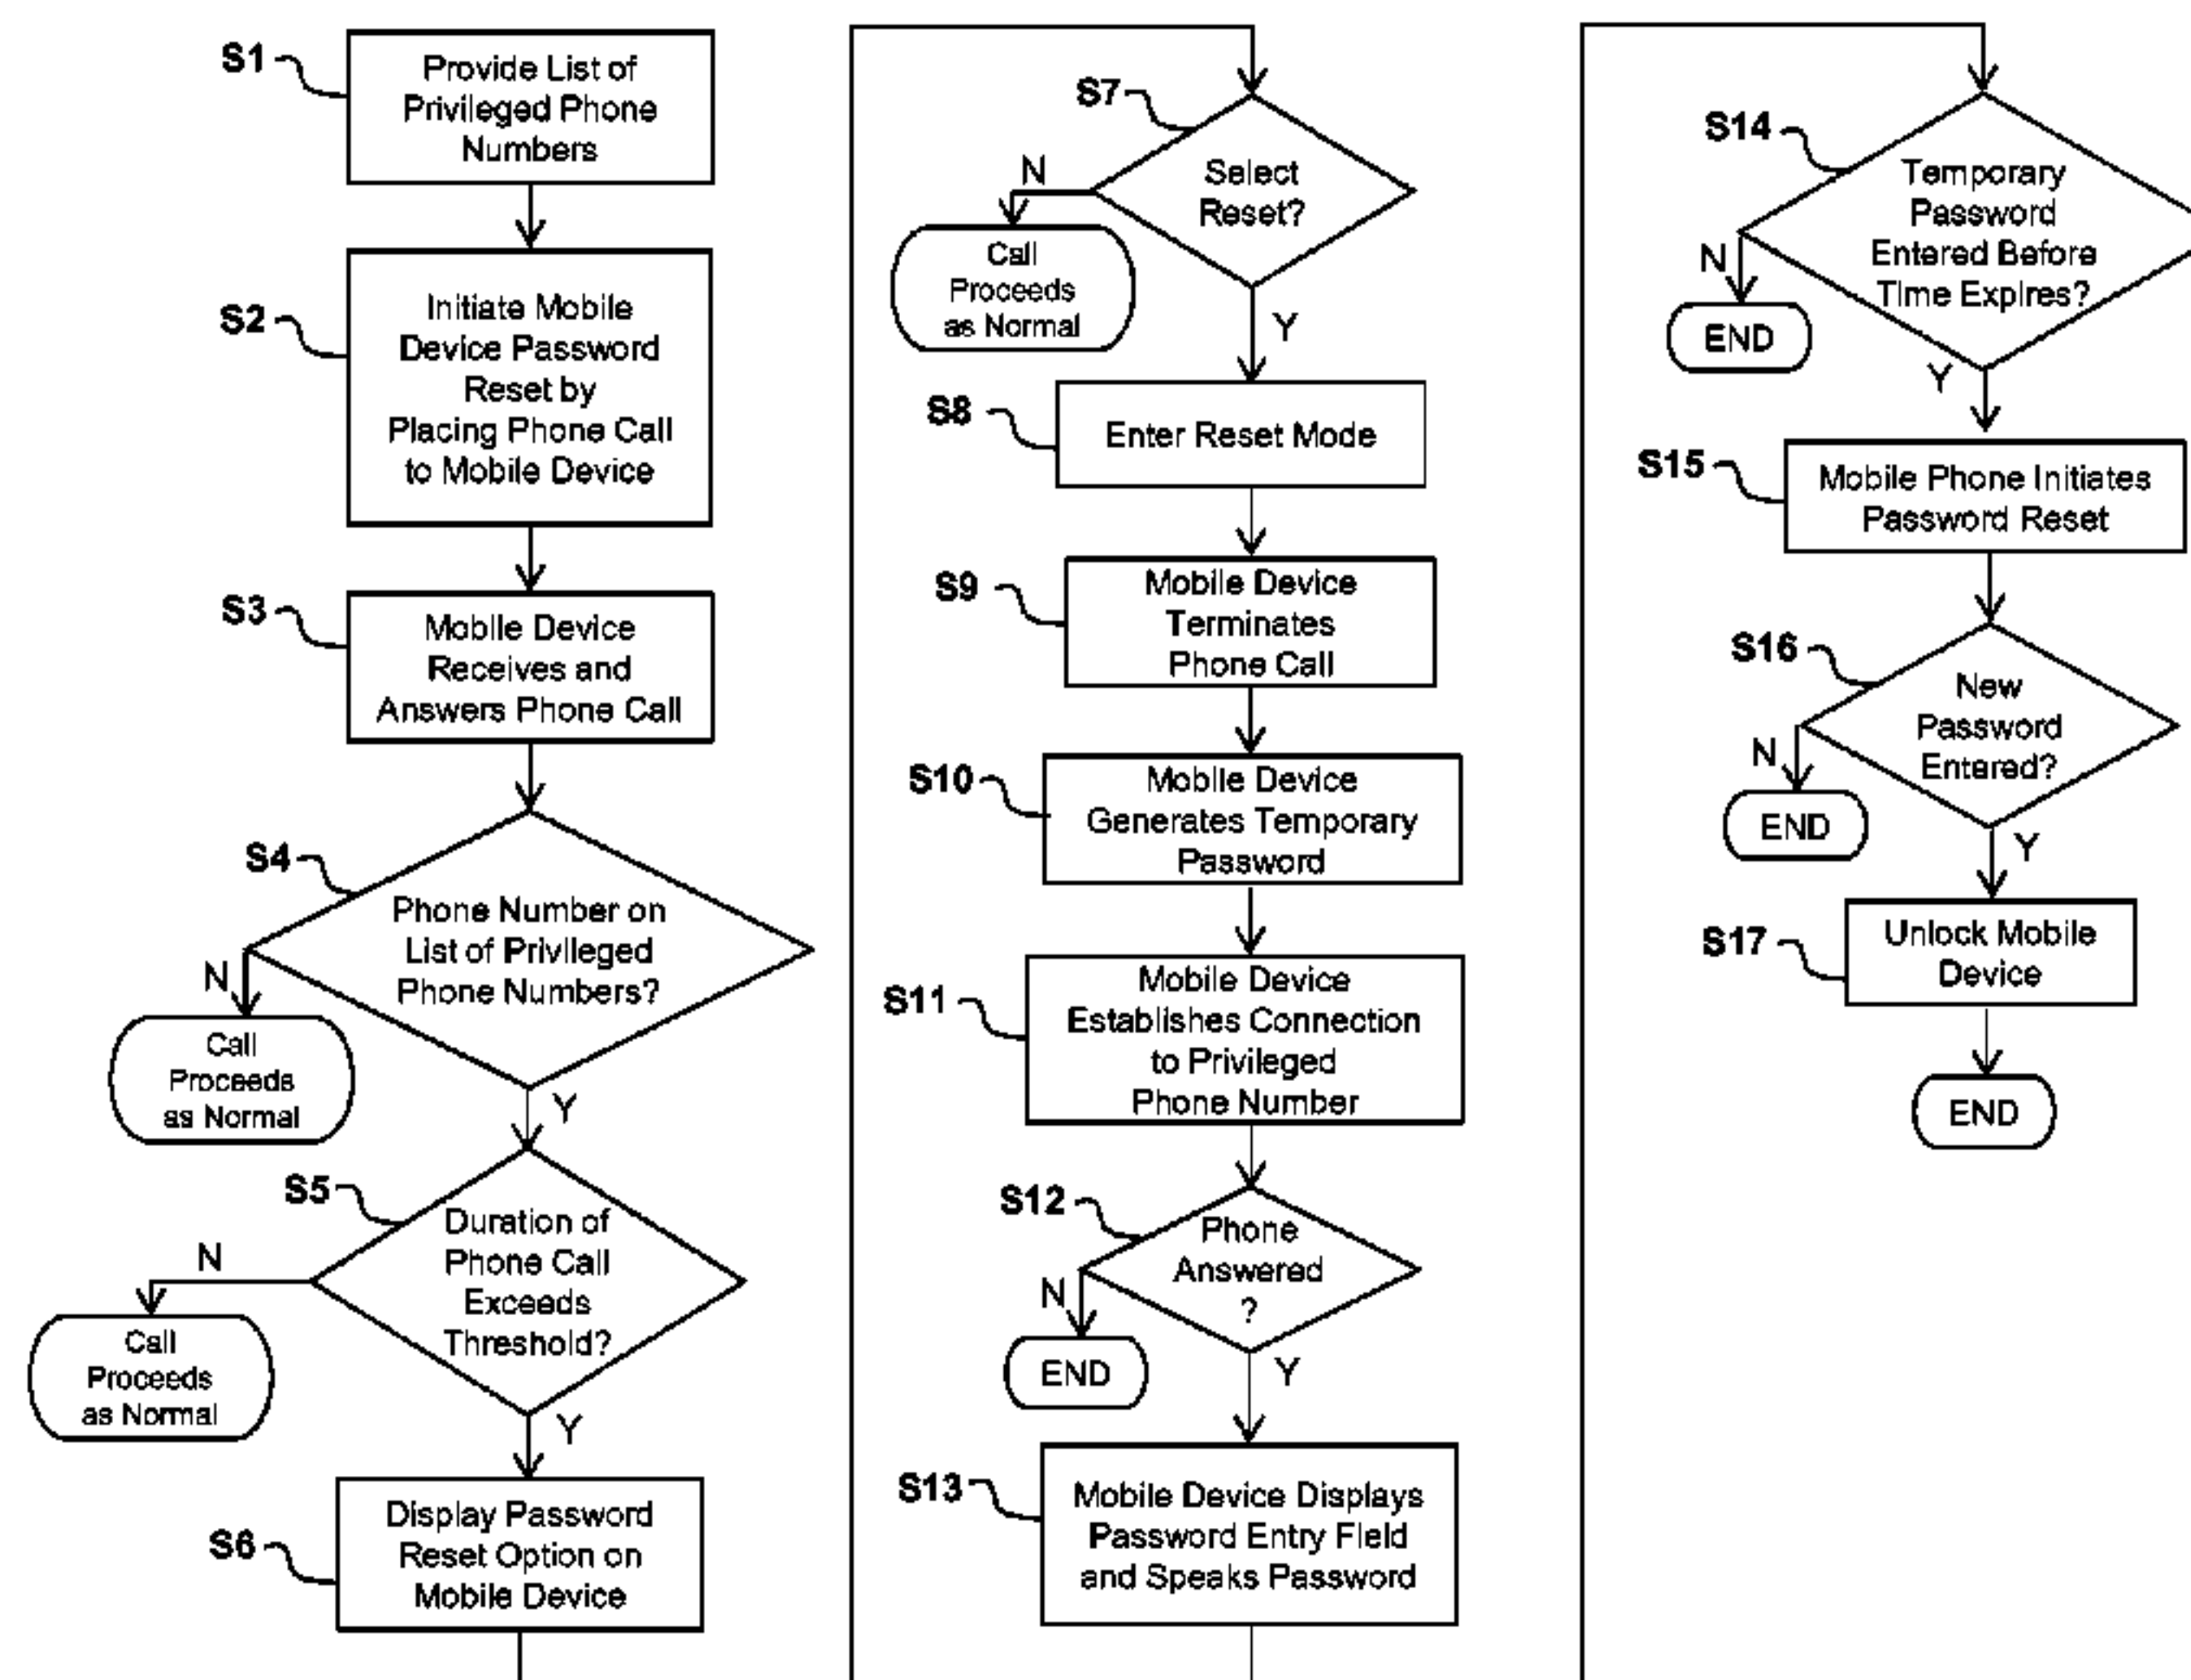 S1
Provide List of
Privileged Phone
Numbers
S2
Initiate Mobile
Device Password
Reset by
Placing Phone Call
to Mobile Device
S3
Mobile Device
Receives and
Answers Phone Call
S4
Phone Number on
List of Privileged
Phone Numbers?
N
Call
Proceeds
as Normal
Y
S5
Duration of
Phone Call
Exceeds
Threshold?
N
Call
Proceeds
as Normal
Y
S6
Display Password
Reset Option on
Mobile Device
S7
Select
Reset?
N
Call
Proceeds
as Normal
Y
S8
Enter Reset Mode
S9
Mobile Device
Terminates
Phone Call
S10
Mobile Device
Generates Temporary
Password
S11
Mobile Device
Establishes Connection
to Privileged
Phone Number
S12
Phone
Answered
?
N
END
Y
S13
Mobile Device Displays
Password Entry Field
and Speaks Password
S14
Temporary
Password
Entered Before
Time Expires?
N
END
Y
S15
Mobile Phone Initiates
Password Reset
S16
New
Password
Entered?
N
END
Y
S17
Unlock Mobile
Device
END